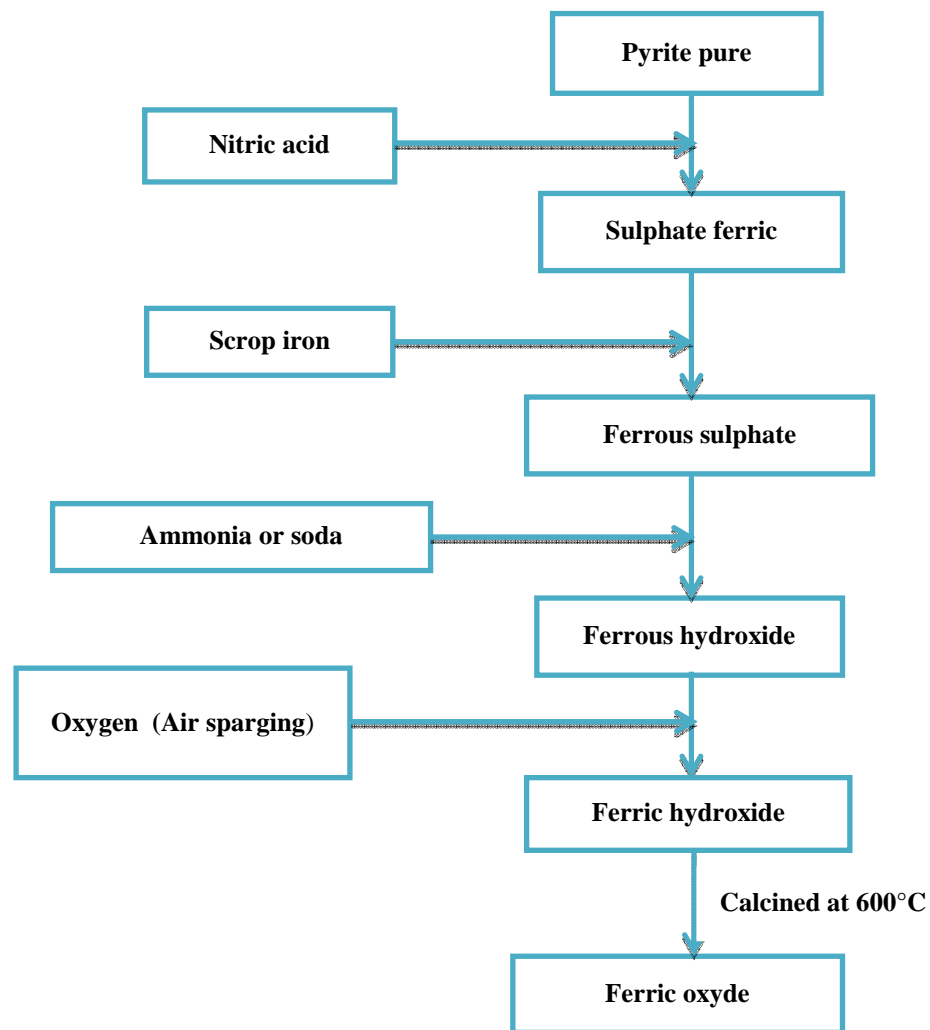 Pyrite pure
Nitric acid
Sulphate ferric
Scrop iron
Ferrous sulphate
Ammonia or soda
Ferrous hydroxide
Oxygen (Air sparging)
Ferric hydroxide
Calcined at 600°C
Ferric oxyde